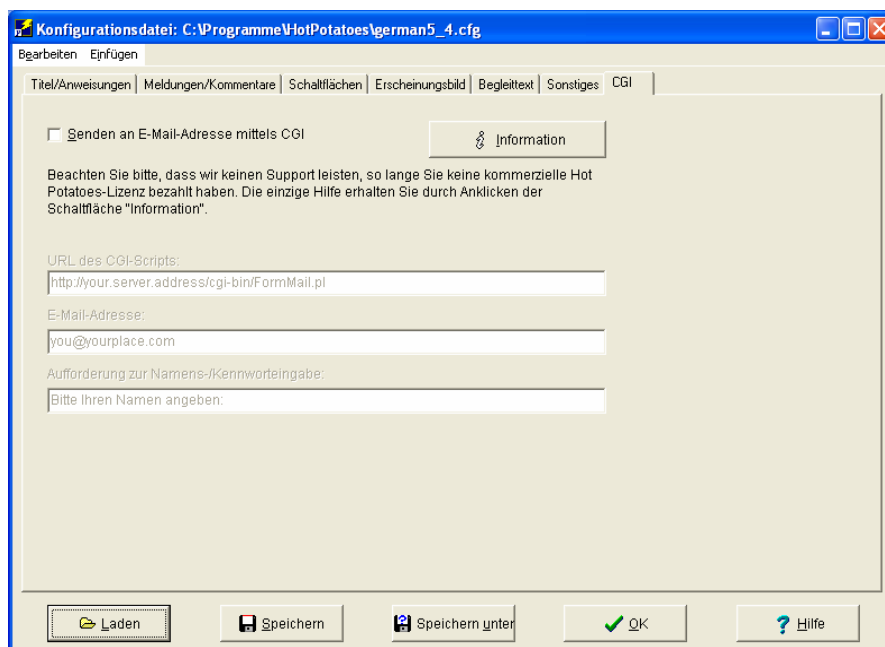 Konfigurationsdatei: C:\Programme\HotPotatoes\german5_4.cfg
Bearbeiten Einfügen
Titel/Anweisungen Meldungen/Kommentare Schaltflächen Erscheinungsbild Begleittext Sonstiges CGI
Senden an E-Mail-Adresse mittels CGI
Information
Beachten Sie bitte, dass wir keinen Support leisten, so lange Sie keine kommerzielle Hot
Potatoes-Lizenz bezahlt haben. Die einzige Hilfe erhalten Sie durch Anklicken der
Schaltfläche "Information".
URL des CGI-Scripts:
http://your.server.address/cgi-bin/FormMail.pl
E-Mail-Adresse:
you@yourplace.com
Aufforderung zur Namens-/Kennworteingabe:
Bitte Ihren Namen angeben:
Laden Speichern Speichern unter OK Hilfe